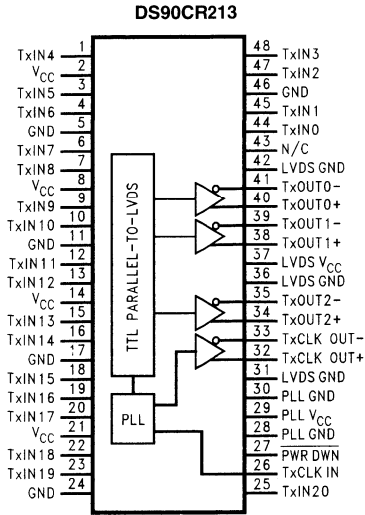 DS90CR213
TxIN4 1 48 TxIN3
VCC 2 47 TxIN2
TxIN5 3 46 GND
TxIN6 4 45 TxIN1
GND 5 44 TxIN0
TxIN7 6 43 N/C
TxIN8 7 42 LVDS GND
VCC 8 41 TxOUT0−
TxIN9 9 40 TxOUT0+
TxIN10 10 39 TxOUT1−
GND 11 38 TxOUT1+
TxIN11 12 37 LVDS VCC
TxIN12 13 36 LVDS GND
VCC 14 35 TxOUT2−
TxIN13 15 34 TxOUT2+
TxIN14 16 33 TxCLK OUT−
GND 17 32 TxCLK OUT+
TxIN15 18 31 LVDS GND
TxIN16 19 30 PLL GND
TxIN17 20 29 PLL VCC
VCC 21 28 PLL GND
TxIN18 22 27 PWR DWN
TxIN19 23 26 TxCLK IN
GND 24 25 TxIN20
TTL PARALLEL-TO-LVDS
PLL